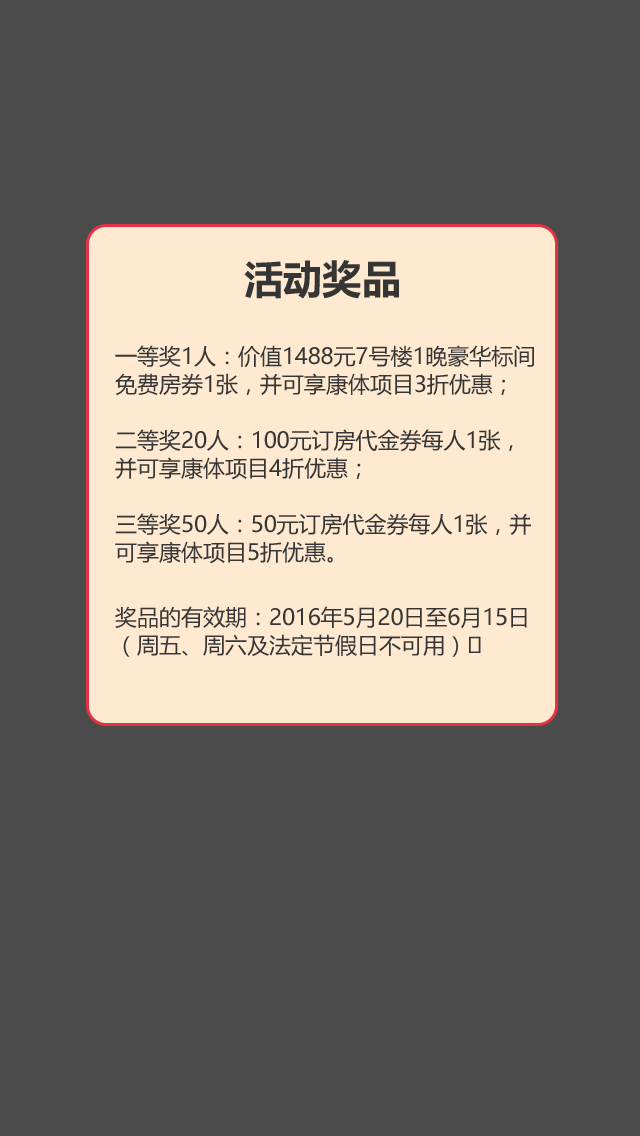 活动奖品
一等奖1人：价值1488元7号楼1晚豪华标间
免费房券1张，并可享康体项目3折优惠；
二等奖20人：100元订房代金券每人1张，
并可享康体项目4折优惠；
三等奖50人：50元订房代金券每人1张，并
可享康体项目5折优惠。
奖品的有效期：2016年5月20日至6月15日
（周五、周六及法定节假日不可用）